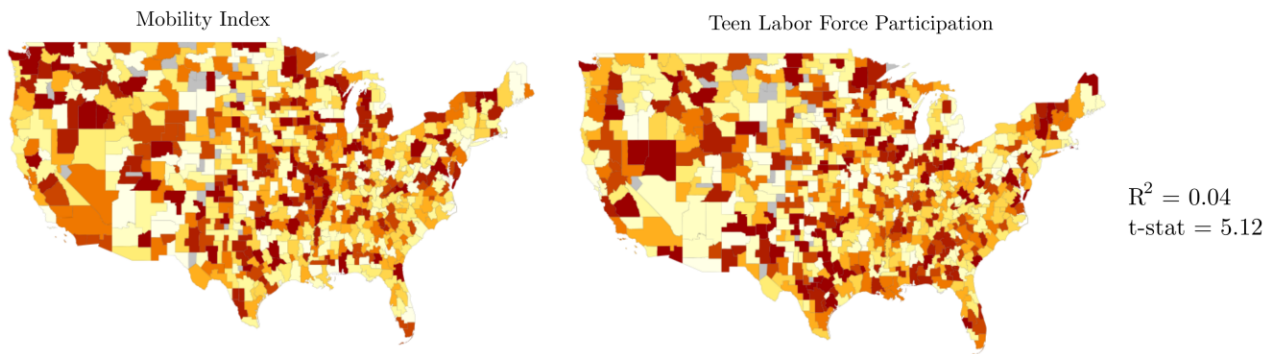 Mobility Index
Teen Labor Force Participation
R² = 0.04
t-stat = 5.12